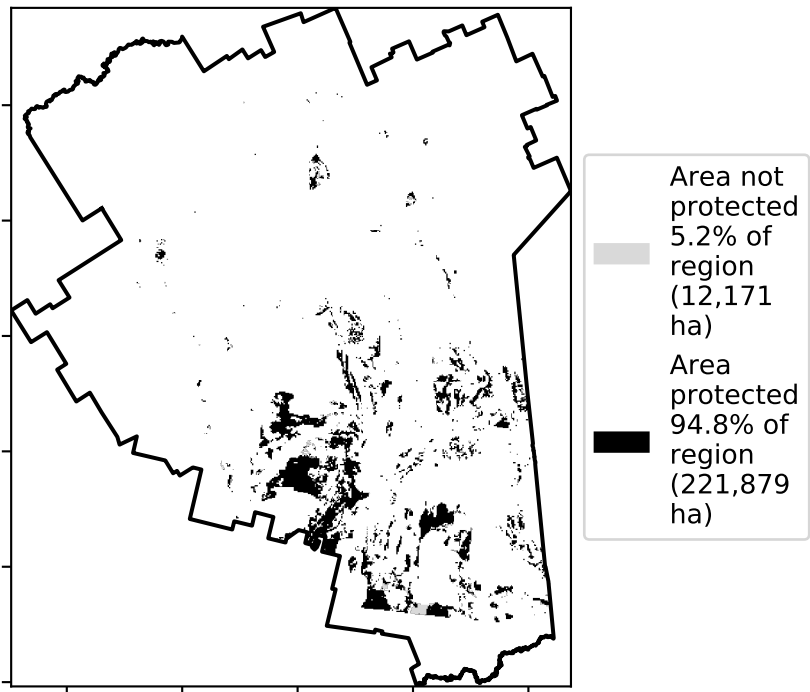 Area not
protected
5.2% of
region
(12,171
ha)
Area
protected
94.8% of
region
(221,879
ha)